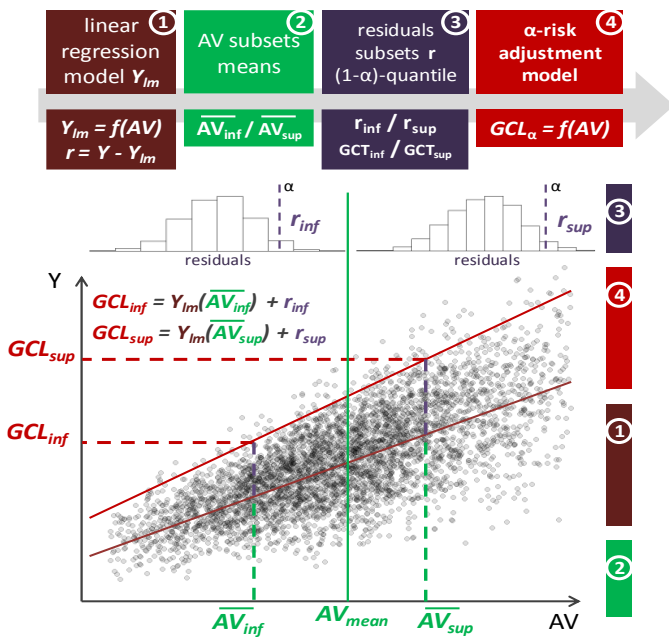 linear ①
regression
model Ylm
AV subsets ②
means
residuals ③
subsets r
(1-α)-quantile
α-risk ④
adjustment
model
Ylm = f(AV)
r = Y - Ylm
AVinf / AVsup
rinf / rsup
GCTinf / GCTsup
GCLα = f(AV)
α
rinf
residuals
α
rsup
residuals
③
Y
GCLinf = Ylm(AVinf) + rinf
GCLsup = Ylm(AVsup) + rsup
④
GCLsup
GCLinf
①
②
AVinf
AVmean
AVsup
AV